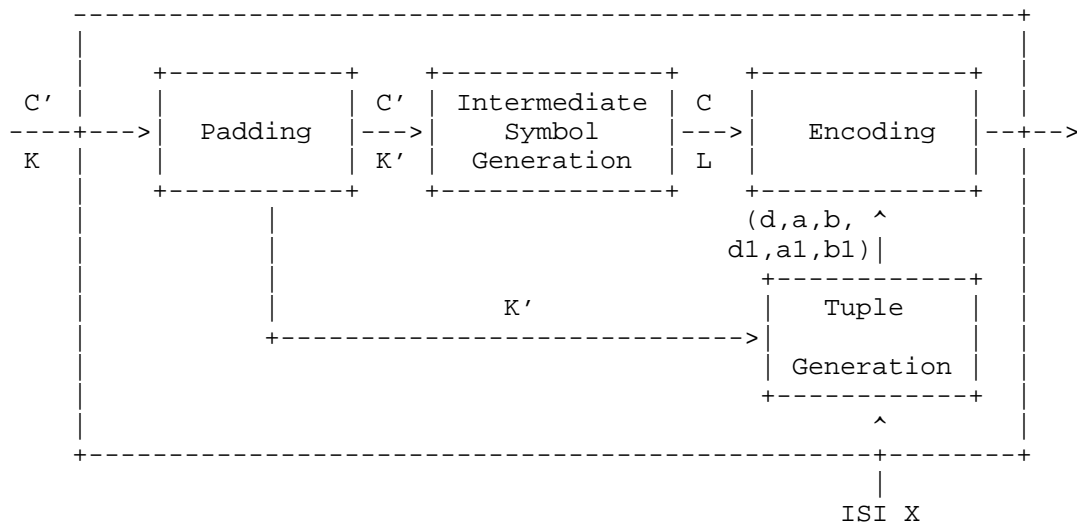 C' C' Intermediate C
Padding Symbol Encoding
K K' Generation L
(d,a,b,
d1,a1,b1)
K' Tuple
Generation
ISI X